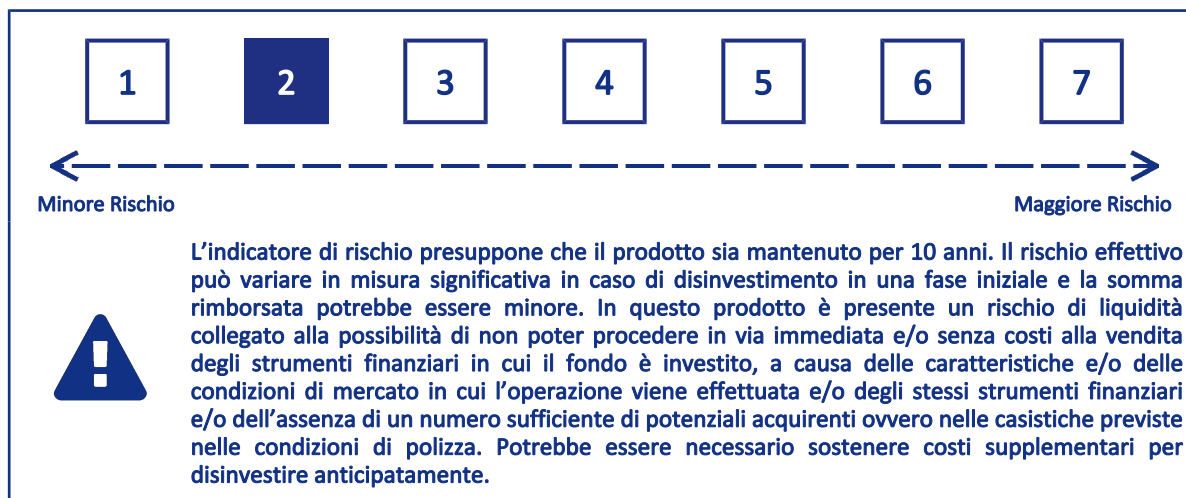 1 2 3 4 5 6 7
Minore Rischio Maggiore Rischio
L'indicatore di rischio presuppone che il prodotto sia mantenuto per 10 anni. Il rischio effettivo
può variare in misura significativa in caso di disinvestimento in una fase iniziale e la somma
rimborsata potrebbe essere minore. In questo prodotto è presente un rischio di liquidità
collegato alla possibilità di non poter procedere in via immediata e/o senza costi alla vendita
degli strumenti finanziari in cui il fondo è investito, a causa delle caratteristiche e/o delle
condizioni di mercato in cui l'operazione viene effettuata e/o degli stessi strumenti finanziari
e/o dell'assenza di un numero sufficiente di potenziali acquirenti ovvero nelle casistiche previste
nelle condizioni di polizza. Potrebbe essere necessario sostenere costi supplementari per
disinvestire anticipatamente.